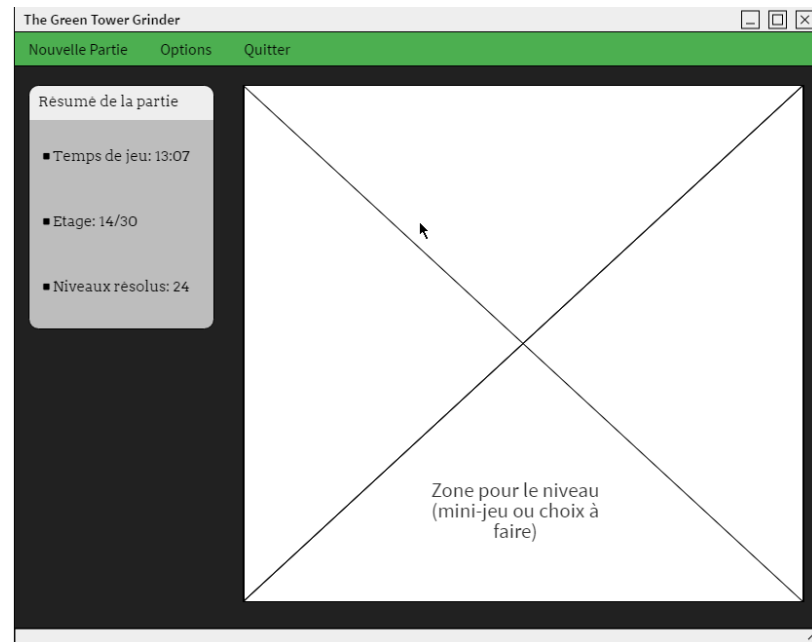 The Green Tower Grinder
Nouvelle Partie Options Quitter
Résumé de la partie
Temps de jeu: 13:07
Etage: 14/30
Niveaux résolus: 24
Zone pour le niveau
(mini-jeu ou choix à
faire)